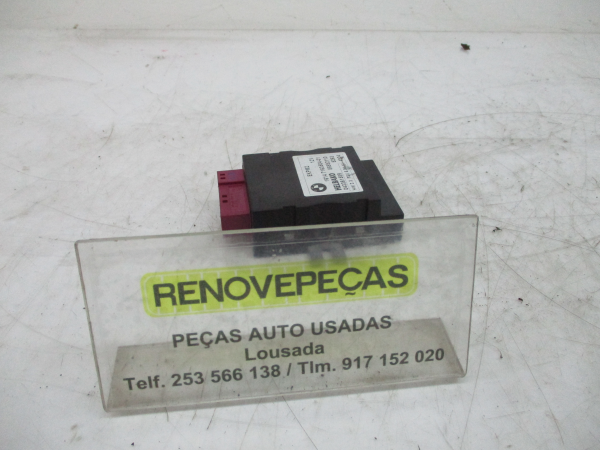 RENOVEPEÇAS
PEÇAS AUTO USADAS
Lousada
Telf. 253 566 138 / Tlm. 917 152 020